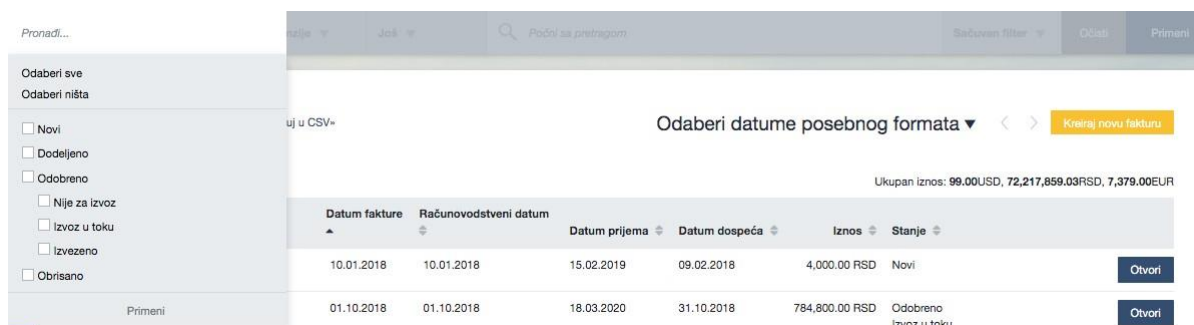 Pronađi...
nzije ▼ Još ▼ Počni sa pretragom Sačuvan filter ▼ Očisti Primeni
Odaberi sve
Odaberi ništa
Novi
Dodeljeno
Odobreno
Nije za izvoz
Izvoz u toku
Izvezeno
Obrisano
Primeni
uj u CSV»
Odaberi datume posebnog formata ▼ Kreiraj novu fakturu
Ukupan iznos: 99.00USD, 72,217,859.03RSD, 7,379.00EUR
Datum fakture Računovodstveni datum Datum prijema Datum dospeća Iznos Stanje
10.01.2018 10.01.2018 15.02.2019 09.02.2018 4,000.00 RSD Novi Otvori
01.10.2018 01.10.2018 18.03.2020 31.10.2018 784,800.00 RSD Odobreno Otvori
Izvoz u toku